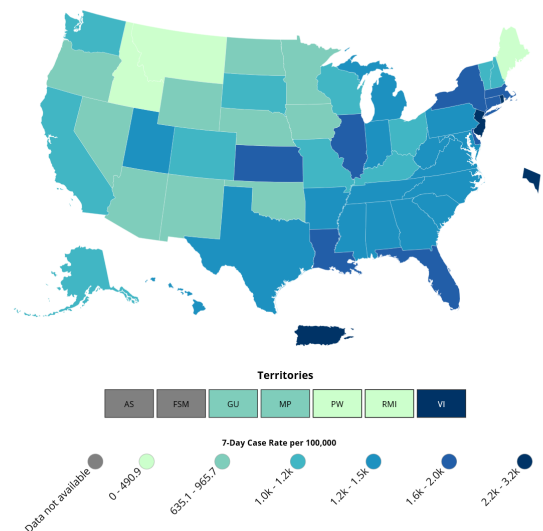 Territories
AS FSM GU MP PW RMI VI
7-Day Case Rate per 100,000
Data not available 0 - 490.9 635.1 - 965.7 1.0k - 1.2k 1.2k - 1.5k 1.6k - 2.0k 2.2k - 3.2k